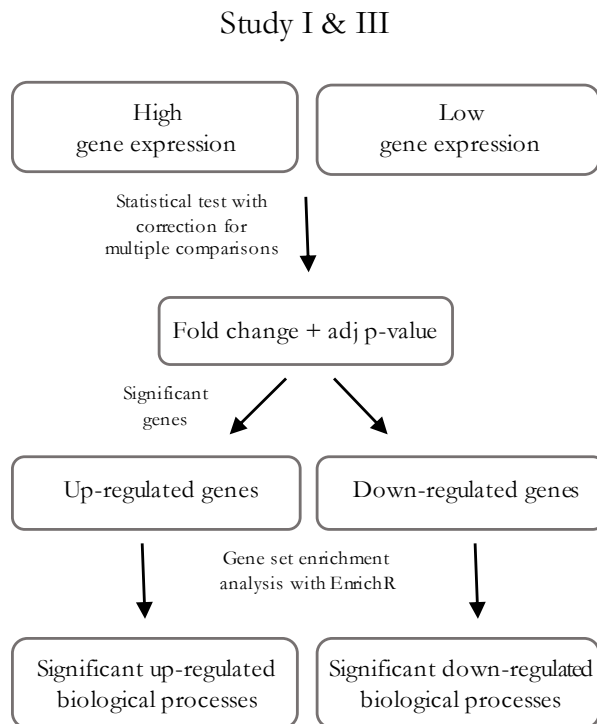 Study I & III
High
gene expression
Low
gene expression
Statistical test with
correction for
multiple comparisons
Fold change + adj p-value
Significant
genes
Up-regulated genes
Down-regulated genes
Gene set enrichment
analysis with EnrichR
Significant up-regulated
biological processes
Significant down-regulated
biological processes